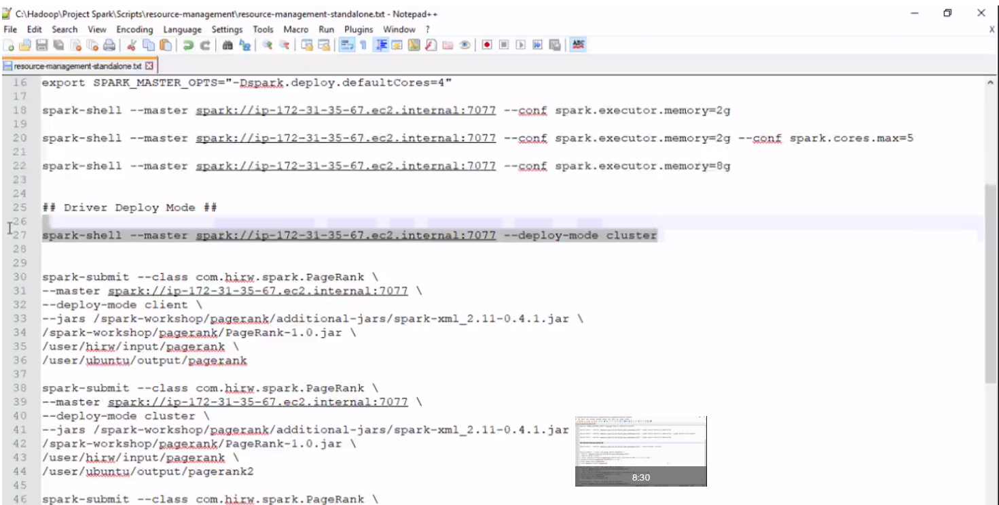 C:\Hadoop\Project Spark\Scripts\resource-management\resource-management-standalone.txt - Notepad++
File Edit Search View Encoding Language Settings Tools Macro Run Plugins Window ?
X
ABC
resource-management-standalone.txt
16 export SPARK_MASTER_OPTS="-Dspark.deploy.defaultCores=4"
17
18 spark-shell --master spark://ip-172-31-35-67.ec2.internal:7077 --conf spark.executor.memory=2g
19
20 spark-shell --master spark://ip-172-31-35-67.ec2.internal:7077 --conf spark.executor.memory=2g --conf spark.cores.max=5
21
22 spark-shell --master spark://ip-172-31-35-67.ec2.internal:7077 --conf spark.executor.memory=8g
23
24
25 ## Driver Deploy Mode ##
26
27 spark-shell --master spark://ip-172-31-35-67.ec2.internal:7077 --deploy-mode cluster
28
29
30 spark-submit --class com.hirw.spark.PageRank \
31 --master spark://ip-172-31-35-67.ec2.internal:7077 \
32 --deploy-mode client \
33 --jars /spark-workshop/pagerank/additional-jars/spark-xml_2.11-0.4.1.jar \
34 /spark-workshop/pagerank/PageRank-1.0.jar \
35 /user/hirw/input/pagerank \
36 /user/ubuntu/output/pagerank
37
38 spark-submit --class com.hirw.spark.PageRank \
39 --master spark://ip-172-31-35-67.ec2.internal:7077 \
40 --deploy-mode cluster \
41 --jars /spark-workshop/pagerank/additional-jars/spark-xml_2.11-0.4.1.jar
42 /spark-workshop/pagerank/PageRank-1.0.jar \
43 /user/hirw/input/pagerank \
44 /user/ubuntu/output/pagerank2
45
46 spark-submit --class com.hirw.spark.PageRank \
8:30